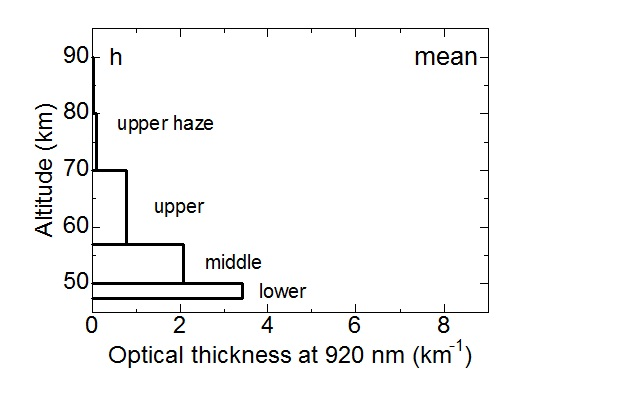 90
h
mean
80
upper haze
70
upper
60
middle
50
lower
Altitude (km)
0 2 4 6 8
Optical thickness at 920 nm (km⁻¹)